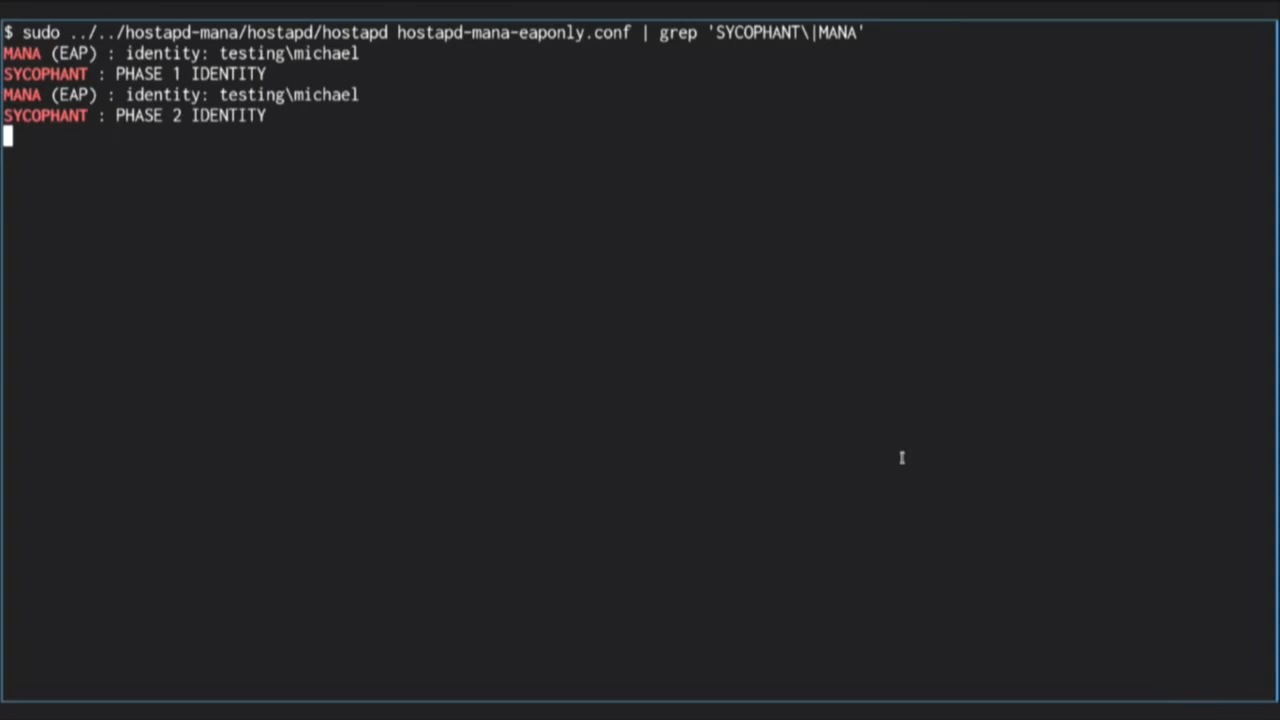 $ sudo ../../hostapd-mana/hostapd/hostapd hostapd-mana-eaponly.conf | grep 'SYCOPHANT\|MANA'
MANA (EAP) : identity: testing\michael
SYCOPHANT : PHASE 1 IDENTITY
MANA (EAP) : identity: testing\michael
SYCOPHANT : PHASE 2 IDENTITY